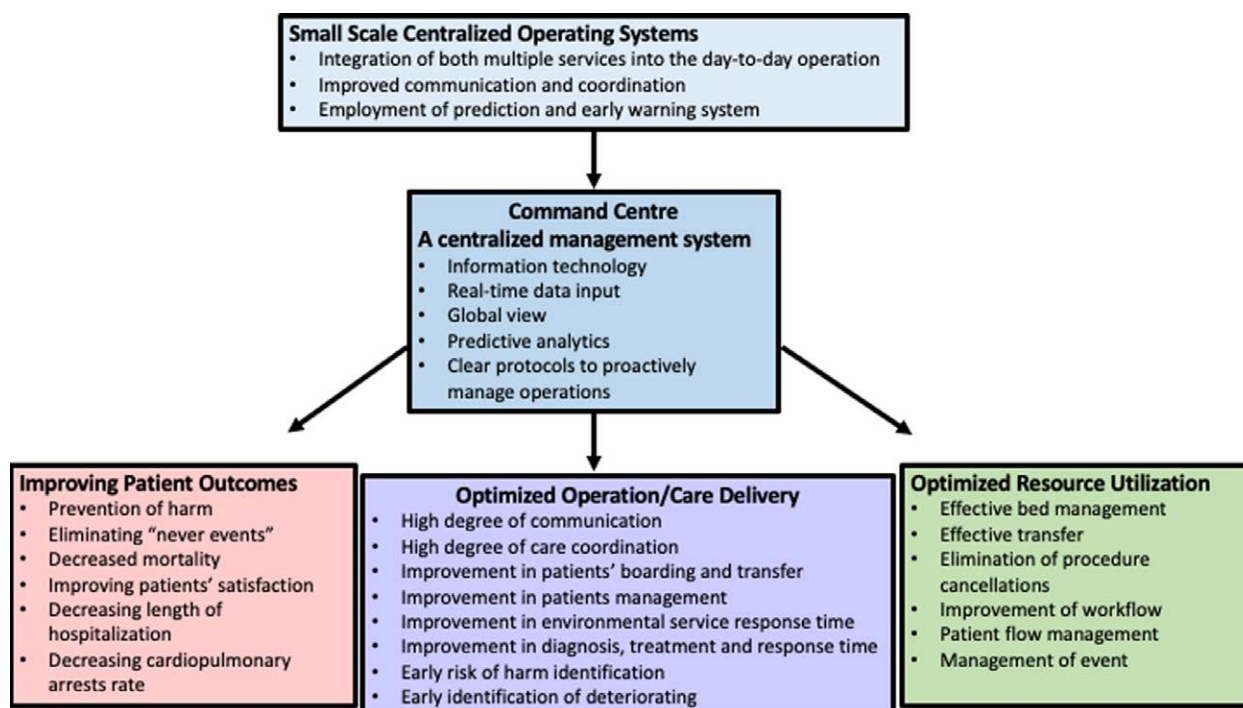 Small Scale Centralized Operating Systems
• Integration of both multiple services into the day-to-day operation
• Improved communication and coordination
• Employment of prediction and early warning system
Command Centre
A centralized management system
• Information technology
• Real-time data input
• Global view
• Predictive analytics
• Clear protocols to proactively
manage operations
Improving Patient Outcomes
• Prevention of harm
• Eliminating “never events”
• Decreased mortality
• Improving patients’ satisfaction
• Decreasing length of
hospitalization
• Decreasing cardiopulmonary
arrests rate
Optimized Operation/Care Delivery
• High degree of communication
• High degree of care coordination
• Improvement in patients’ boarding and transfer
• Improvement in patients management
• Improvement in environmental service response time
• Improvement in diagnosis, treatment and response time
• Early risk of harm identification
• Early identification of deteriorating
Optimized Resource Utilization
• Effective bed management
• Effective transfer
• Elimination of procedure
cancellations
• Improvement of workflow
• Patient flow management
• Management of event